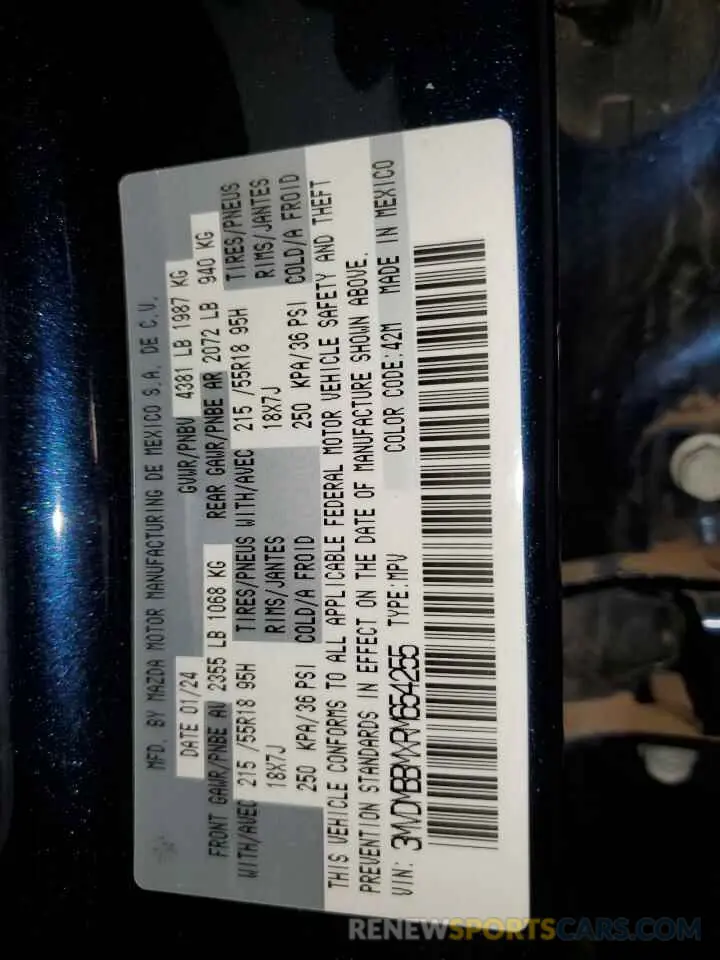 MFD. BY MAZDA MOTOR MANUFACTURING DE MEXICO S.A. DE C.V.
DATE 01/24 GVWR/PNBV 4381 LB 1987 KG
FRONT GAWR/PNBE AV 2355 LB 1068 KG REAR GAWR/PNBE AR 2072 LB 940 KG
WITH/AVEC 215 /55R18 95H TIRES/PNEUS WITH/AVEC 215 /55R18 95H TIRES/PNEUS
18X7J RIMS/JANTES 18X7J RIMS/JANTES
250 KPA/36 PSI COLD/A FROID 250 KPA/36 PSI COLD/A FROID
THIS VEHICLE CONFORMS TO ALL APPLICABLE FEDERAL MOTOR VEHICLE SAFETY AND THEFT
PREVENTION STANDARDS IN EFFECT ON THE DATE OF MANUFACTURE SHOWN ABOVE.
VIN: 3MVDMBBMXRM654255 TYPE:MPV COLOR CODE:42M MADE IN MEXICO
RENEWSPORTSCARS.COM